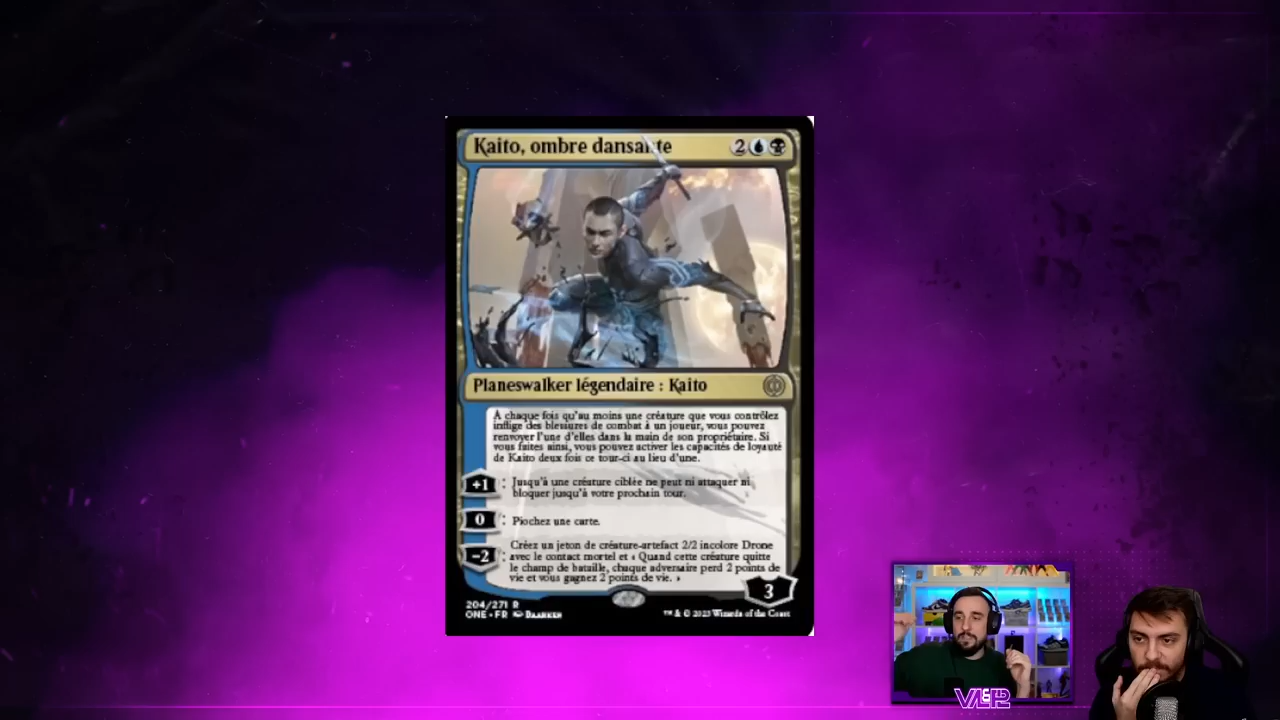 Kaito, ombre dansante
2
Planeswalker légendaire : Kaito
À chaque fois qu'au moins une créature que vous contrôlez
inflige des blessures de combat à un joueur, vous pouvez
renvoyer l'une d'elles dans la main de son propriétaire. Si
vous faites ainsi, vous pouvez activer les capacités de loyauté
de Kaito deux fois ce tour-ci au lieu d'une.
+1 : Jusqu'à une créature ciblée ne peut ni attaquer ni
bloquer jusqu'à votre prochain tour.
0 : Piochez une carte.
Créez un jeton de créature-artefact 2/2 incolore Drone
−2 : avec le contact mortel et « Quand cette créature quitte
le champ de bataille, chaque adversaire perd 2 points de
vie et vous gagnez 2 points de vie. »
3
204/271 R
ONE • FR Baarken
™ & © 2023 Wizards of the Coast